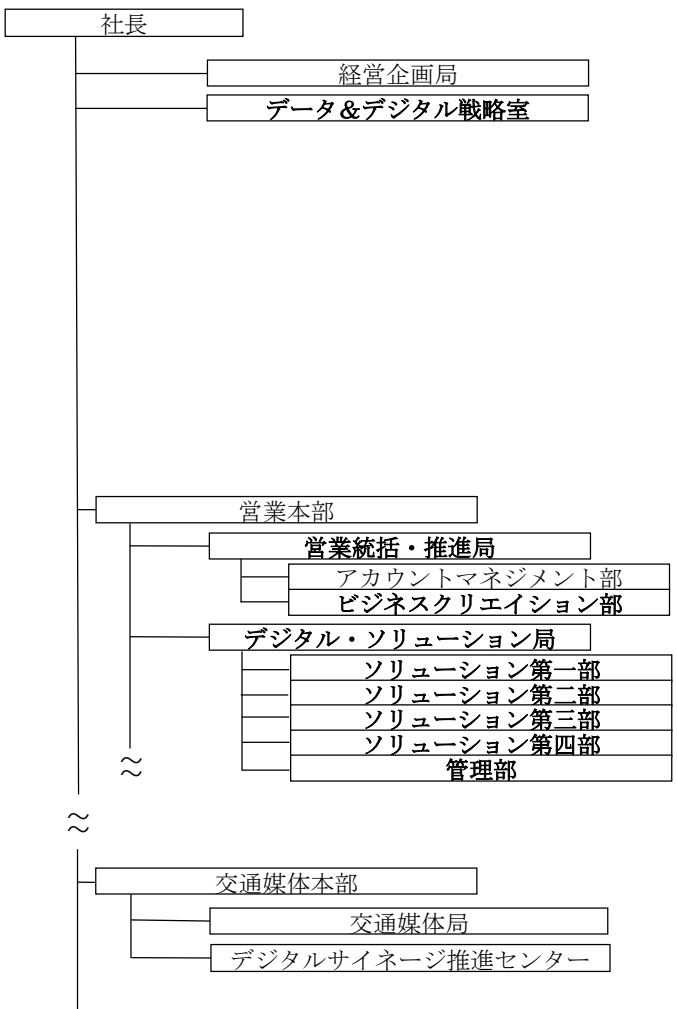 社長
経営企画局
データ＆デジタル戦略室
営業本部
営業統括・推進局
アカウントマネジメント部
ビジネスクリエイション部
デジタル・ソリューション局
ソリューション第一部
ソリューション第二部
ソリューション第三部
ソリューション第四部
管理部
交通媒体本部
交通媒体局
デジタルサイネージ推進センター